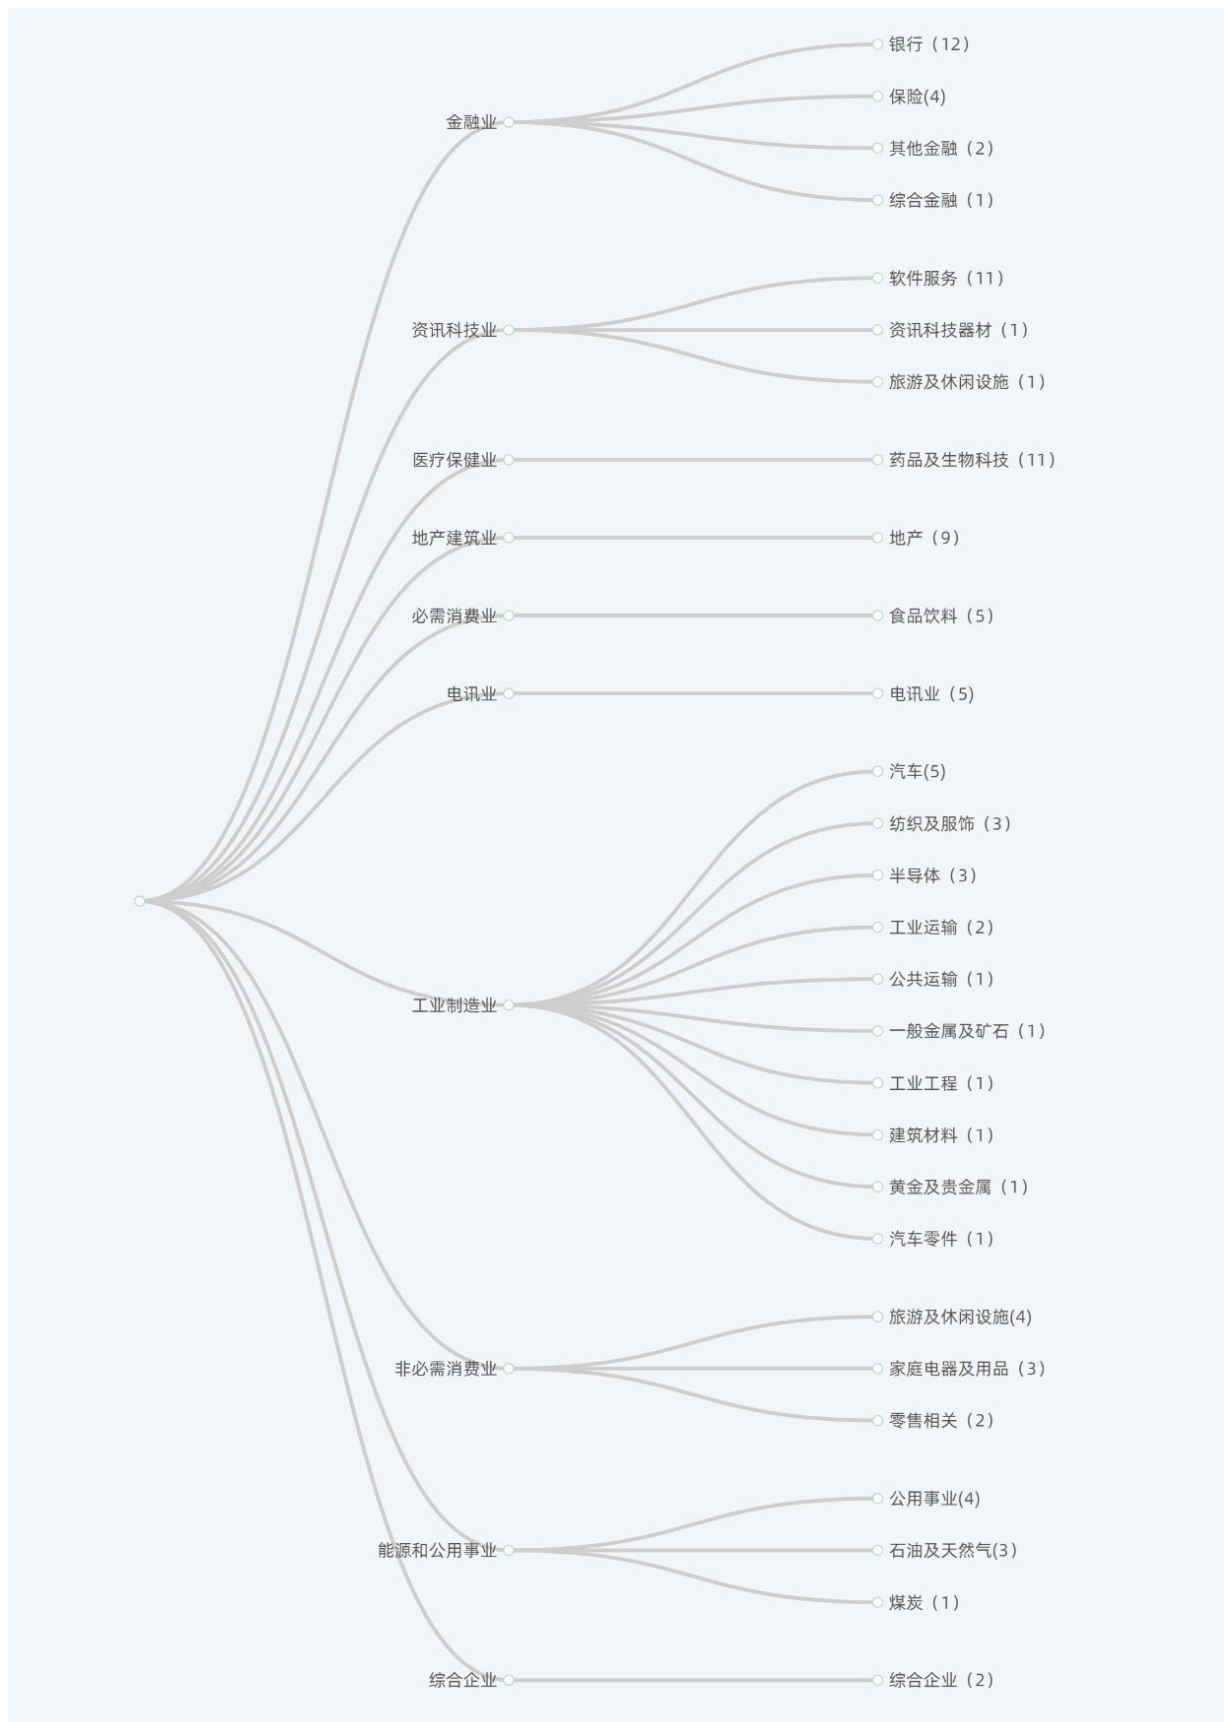 金融业
银行（12）
保险(4)
其他金融（2）
综合金融（1）
资讯科技业
软件服务（11）
资讯科技器材（1）
旅游及休闲设施（1）
医疗保健业
药品及生物科技（11）
地产建筑业
地产（9）
必需消费业
食品饮料（5）
电讯业
电讯业（5)
工业制造业
汽车(5)
纺织及服饰（3）
半导体（3）
工业运输（2）
公共运输（1）
一般金属及矿石（1）
工业工程（1）
建筑材料（1）
黄金及贵金属（1）
汽车零件（1）
非必需消费业
旅游及休闲设施(4)
家庭电器及用品（3）
零售相关（2）
能源和公用事业
公用事业(4)
石油及天然气(3）
煤炭（1）
综合企业
综合企业（2）